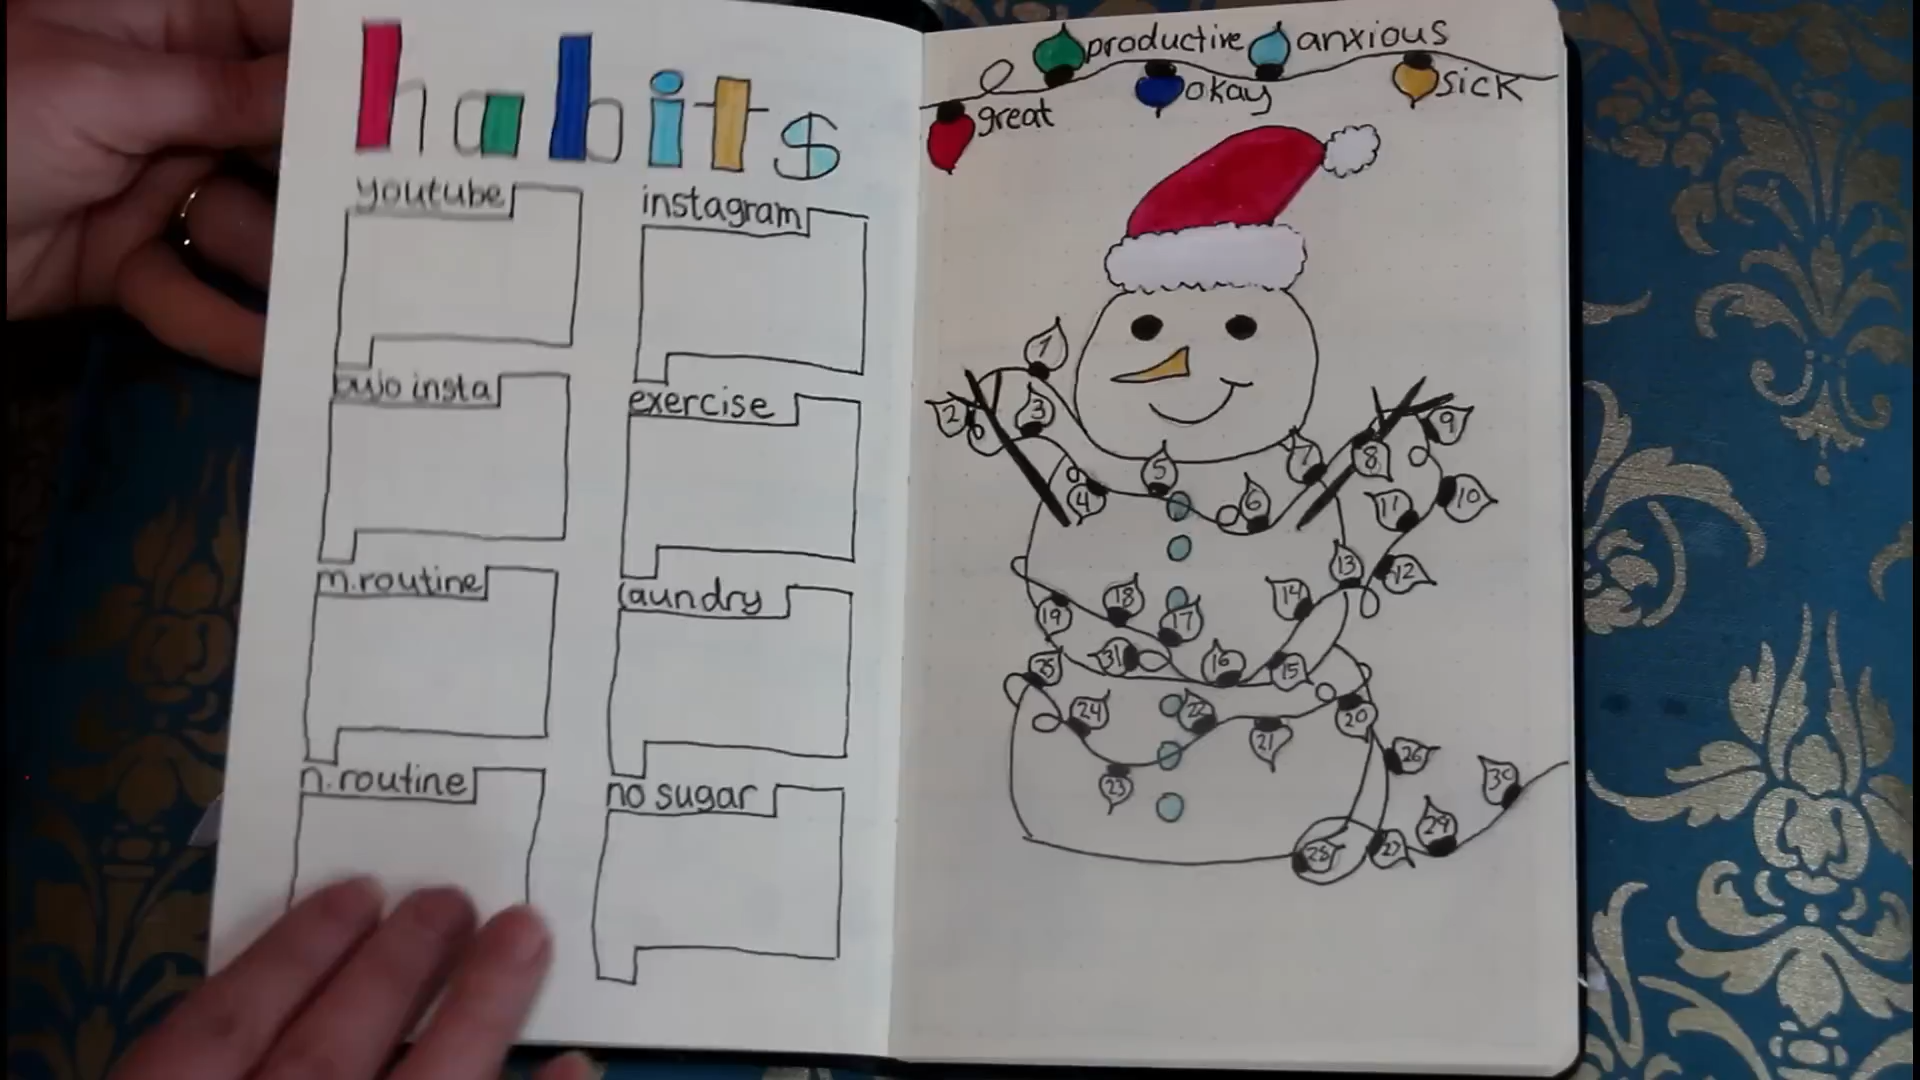 habits
youtube
instagram
bujo insta
exercise
m.routine
laundry
n.routine
no sugar
productive
anxious
great
okay
sick
1
2
3
4
5
6
7
8
9
10
11
12
13
14
15
16
17
18
19
20
21
22
23
24
25
26
27
28
29
30
31